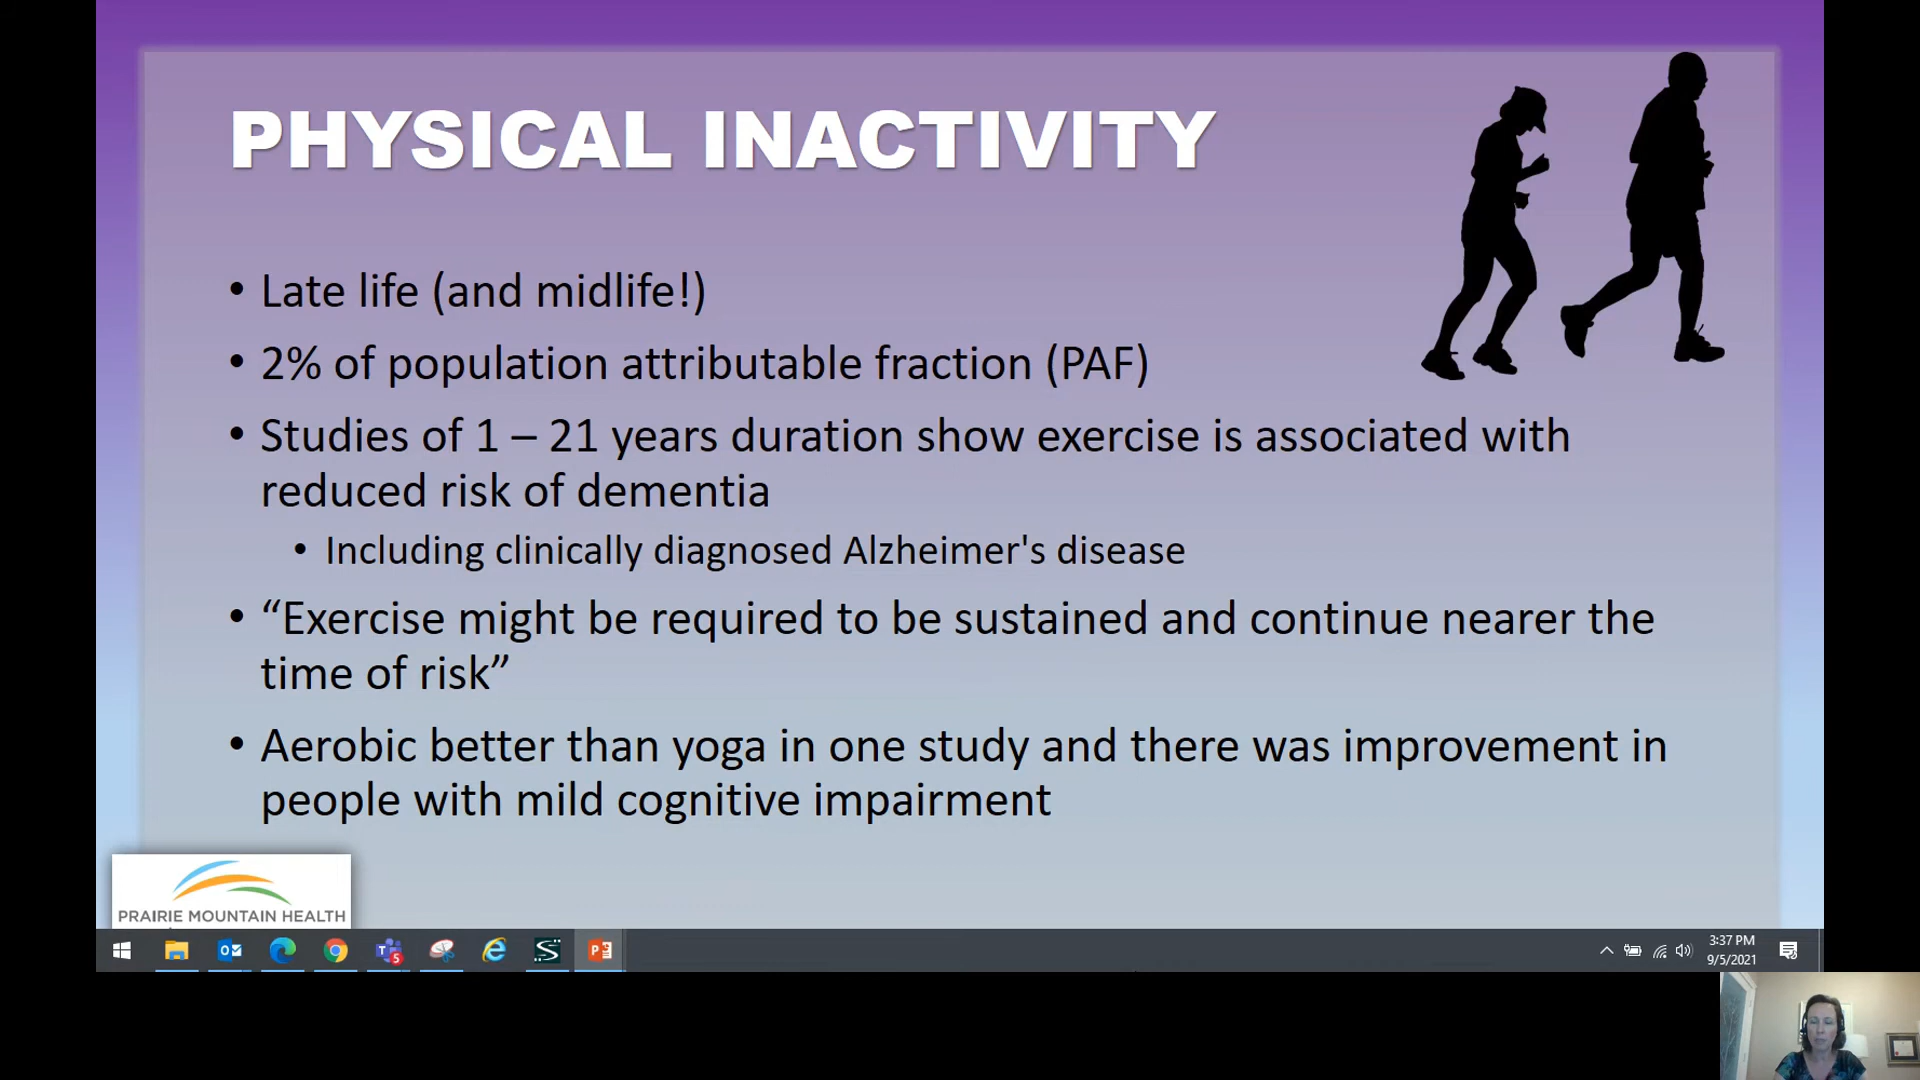 PHYSICAL INACTIVITY
• Late life (and midlife!)
• 2% of population attributable fraction (PAF)
• Studies of 1 – 21 years duration show exercise is associated with
reduced risk of dementia
• Including clinically diagnosed Alzheimer's disease
• “Exercise might be required to be sustained and continue nearer the
time of risk”
• Aerobic better than yoga in one study and there was improvement in
people with mild cognitive impairment
PRAIRIE MOUNTAIN HEALTH
3:37 PM
9/5/2021